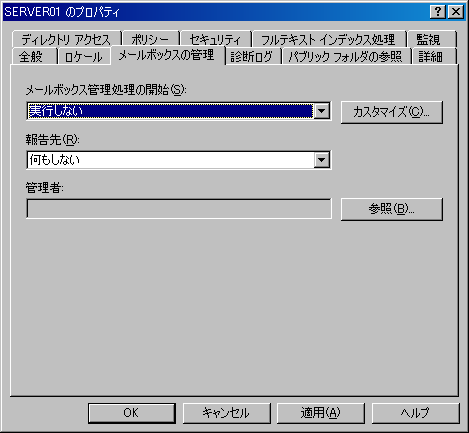 SERVER01 のプロパティ
ディレクトリ アクセス ポリシー セキュリティ フルテキスト インデックス処理 監視
全般 ロケール メールボックスの管理 診断ログ パブリック フォルダの参照 詳細
メールボックス管理処理の開始(S):
実行しない カスタマイズ(C)...
報告先(R):
何もしない
管理者:
参照(B)...
OK キャンセル 適用(A) ヘルプ